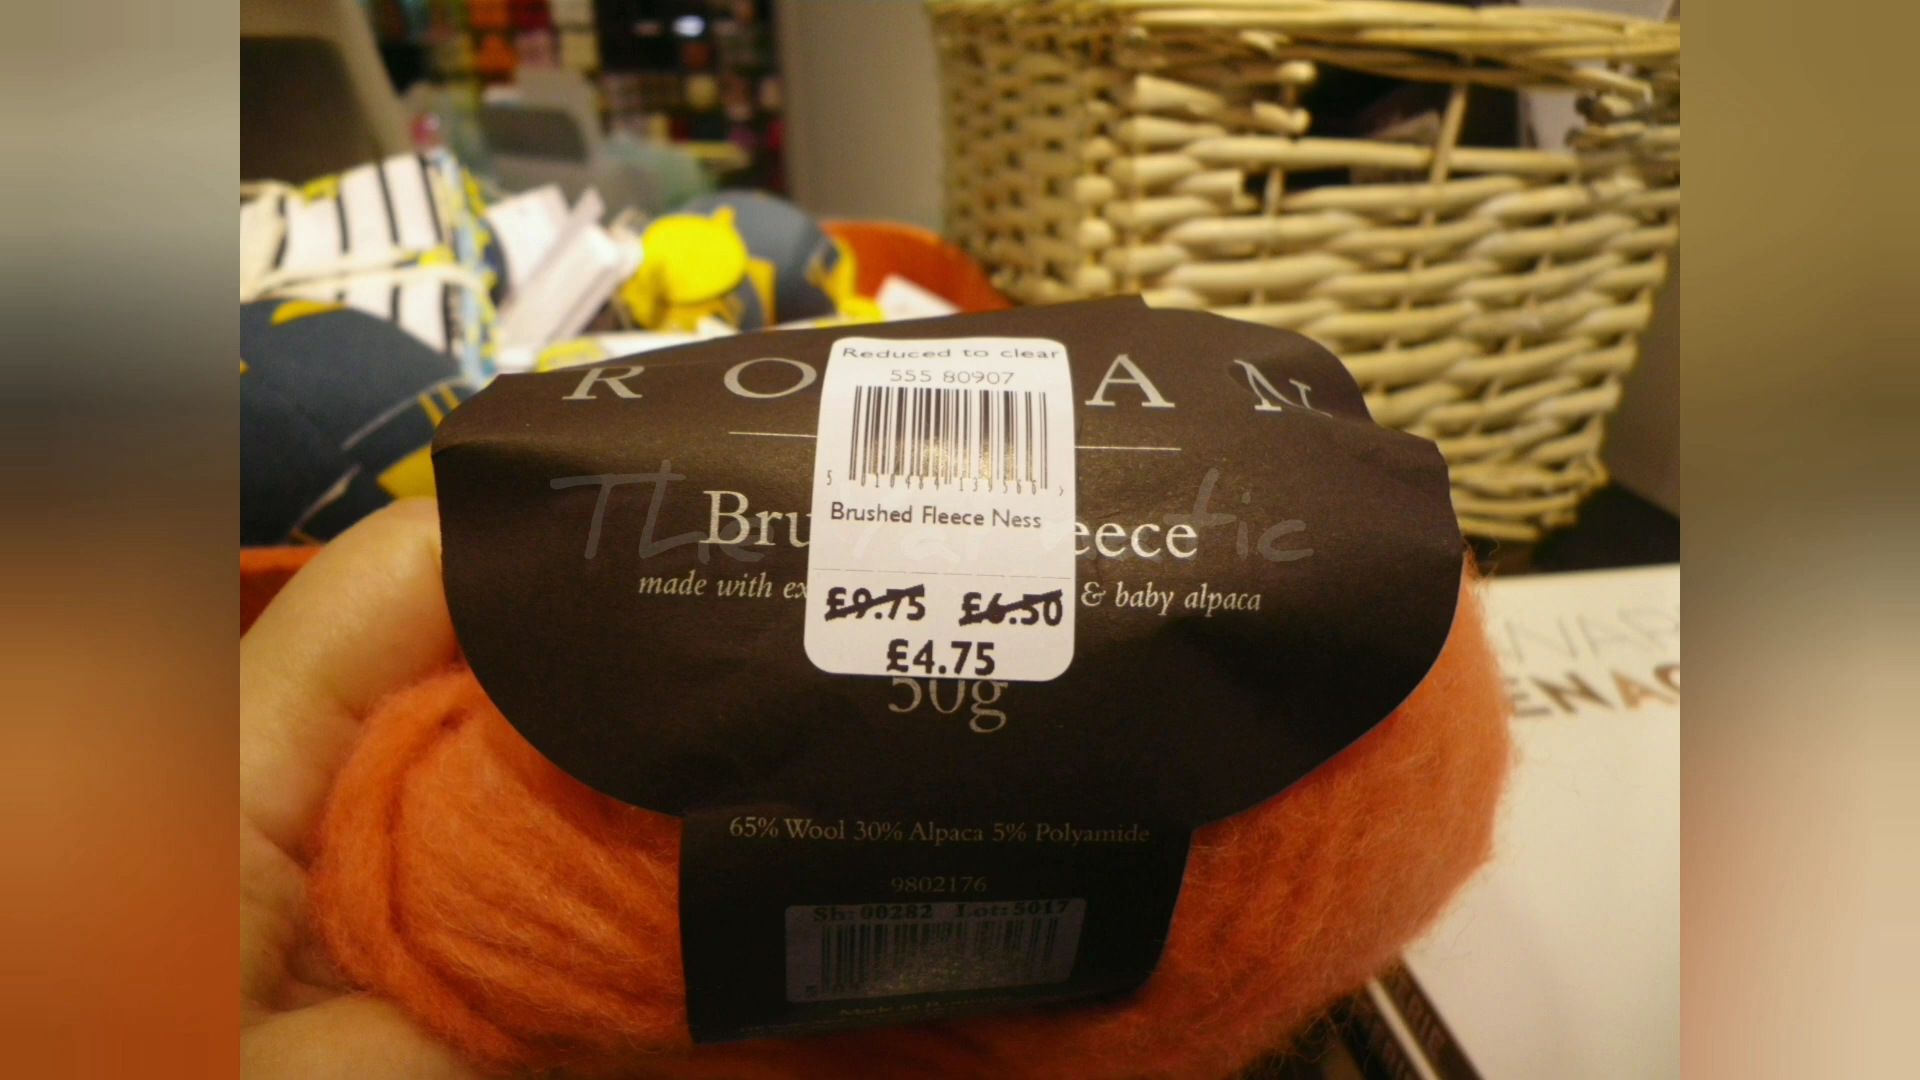 Reduced to clear
555 80907
R O A N
Brushed Fleece Ness
Bru eece
made with ex & baby alpaca
£9.75 £6.50
£4.75
50g
65% Wool 30% Alpaca 5% Polyamide
9802176
Sh:00282 Lot:5017